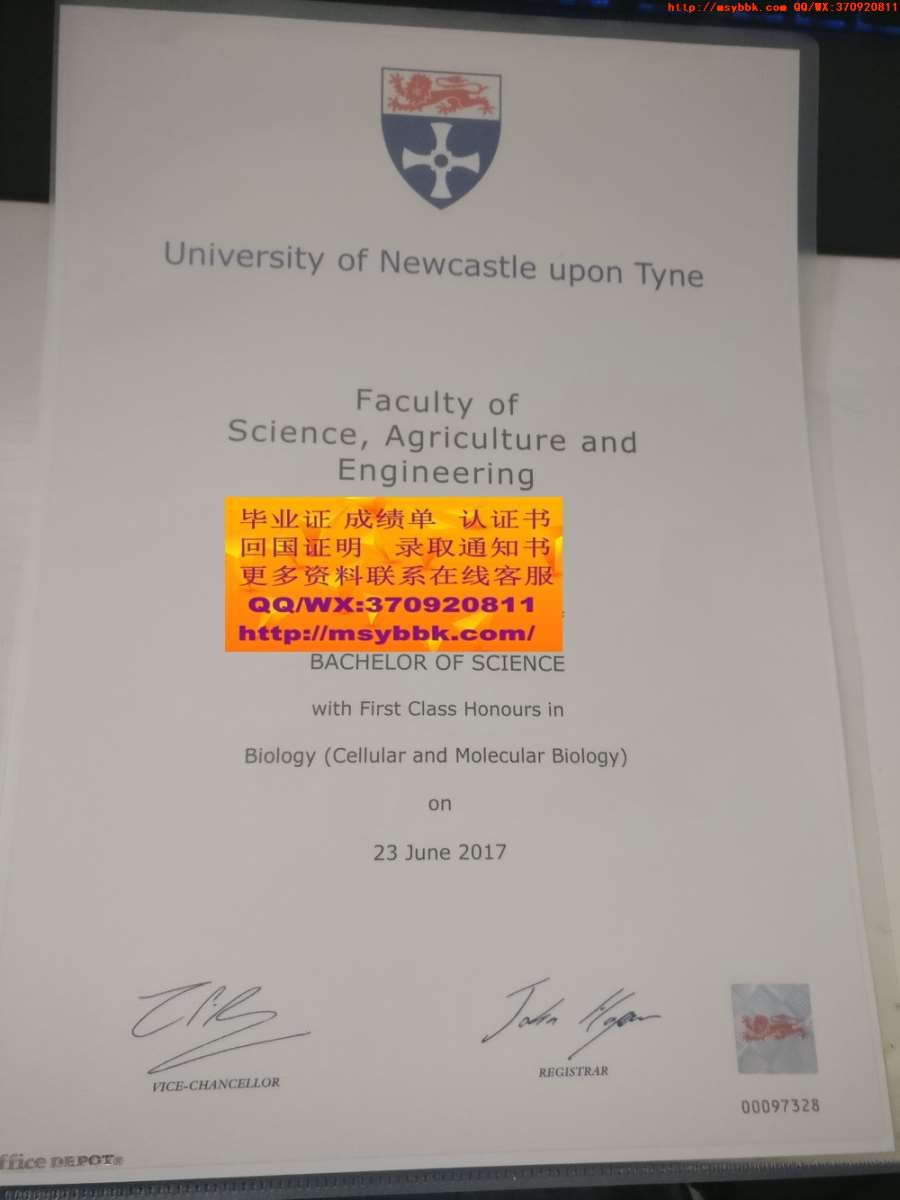 http://msybbk.com QQ/WX:370920811
University of Newcastle upon Tyne
Faculty of
Science, Agriculture and
Engineering
毕业证 成绩单 认证书
回国证明 录取通知书
更多资料联系在线客服
QQ/WX:370920811
http://msybbk.com/
BACHELOR OF SCIENCE
with First Class Honours in
Biology (Cellular and Molecular Biology)
on
23 June 2017
VICE-CHANCELLOR
John Hogan
REGISTRAR
00097328
ffice DEPOT